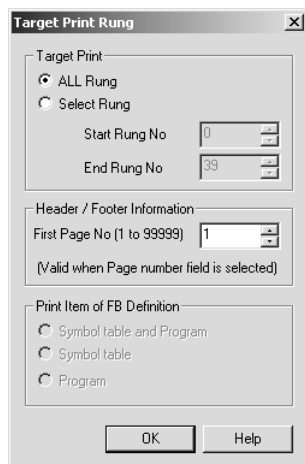 Target Print Rung
Target Print
ALL Rung
Select Rung
Start Rung No 0
End Rung No 39
Header / Footer Information
First Page No (1 to 99999) 1
(Valid when Page number field is selected)
Print Item of FB Definition
Symbol table and Program
Symbol table
Program
OK Help